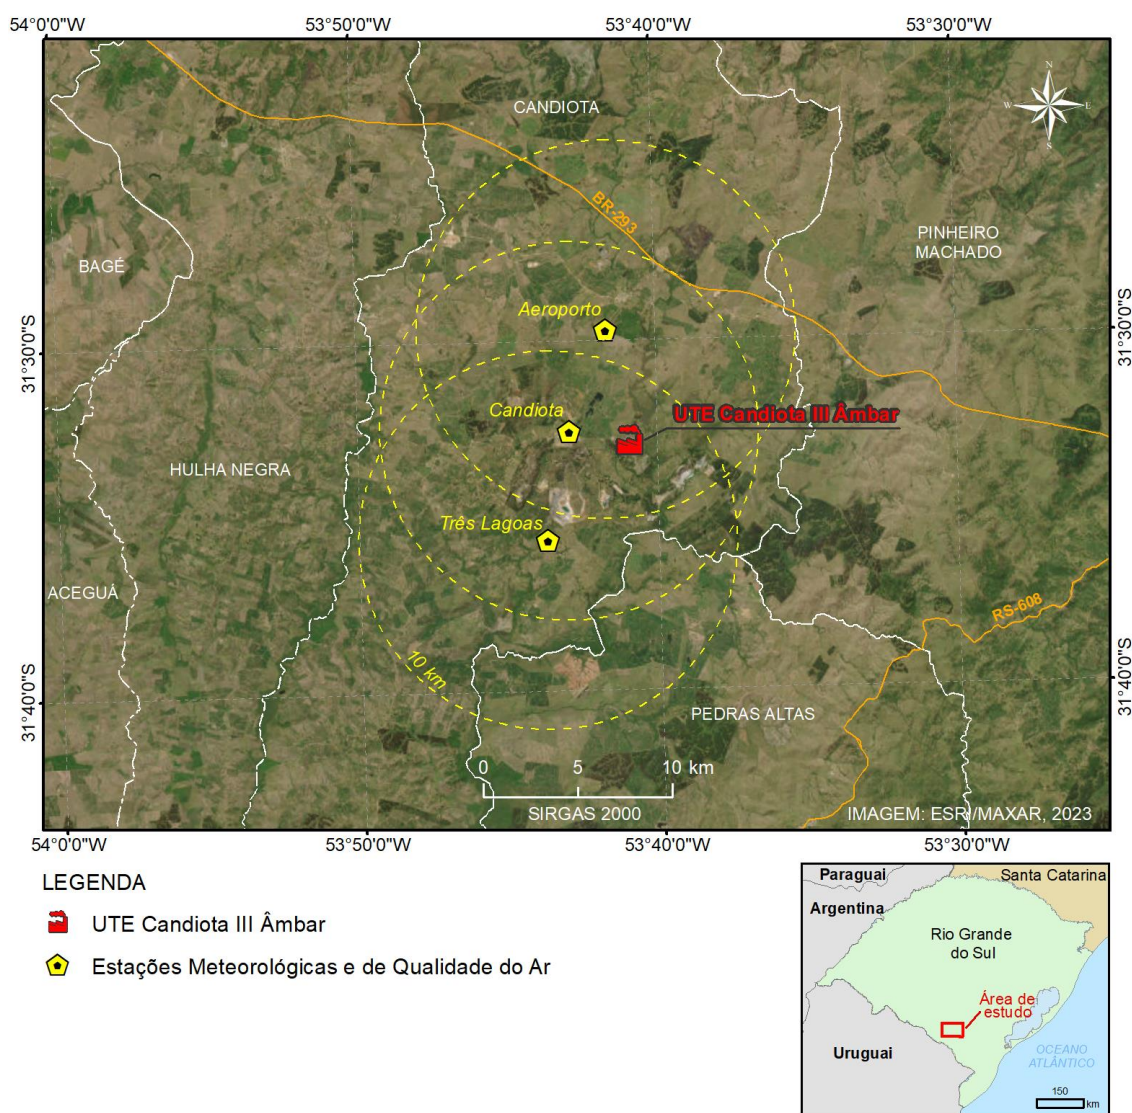 54°0'0"W
53°50'0"W
53°40'0"W
53°30'0"W
N
W
E
S
CANDIOTA
BR-293
PINHEIRO
MACHADO
BAGÉ
Aeroporto
31°30'0"S
31°30'0"S
Candiota
UTE Candiota III Âmbar
HULHA NEGRA
Três Lagoas
ACEGUÁ
RS-608
10 km
31°40'0"S
31°40'0"S
PEDRAS ALTAS
0
5
10 km
SIRGAS 2000
IMAGEM: ESRI/MAXAR, 2023
54°0'0"W
53°50'0"W
53°40'0"W
53°30'0"W
LEGENDA
UTE Candiota III Âmbar
Estações Meteorológicas e de Qualidade do Ar
Paraguai
Santa Catarina
Argentina
Rio Grande
do Sul
Área de
estudo
Uruguai
OCEANO
ATLÂNTICO
150
km